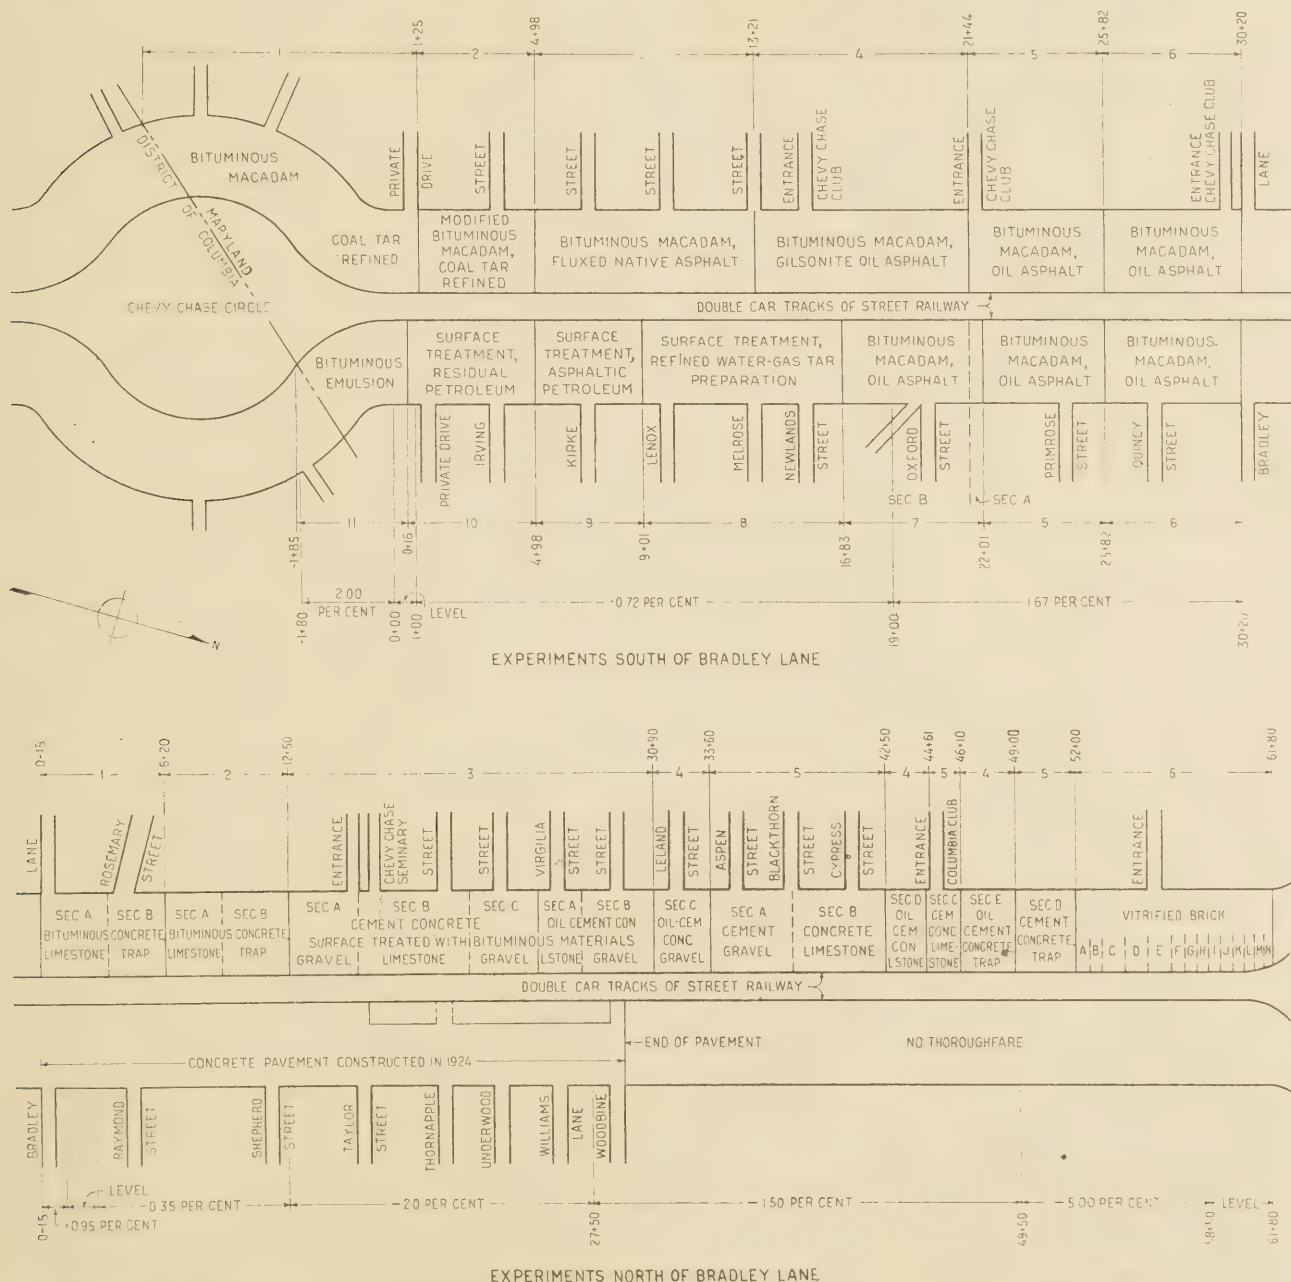 1+25
4+98
13+21
21+44
25+82
30+20
1
2
4
5
6
DISTRICT OF COLUMBIA
MARYLAND
BITUMINOUS
MACADAM
COAL TAR
REFINED
CHEVY CHASE CIRCLE
PRIVATE
DRIVE
STREET
STREET
STREET
STREET
ENTRANCE
CHEVY CHASE
CLUB
ENTRANCE
CHEVY CHASE
CLUB
ENTRANCE
CHEVY CHASE CLUB
LANE
MODIFIED
BITUMINOUS
MACADAM,
COAL TAR
REFINED
BITUMINOUS MACADAM,
FLUXED NATIVE ASPHALT
BITUMINOUS MACADAM,
GILSONITE OIL ASPHALT
BITUMINOUS
MACADAM,
OIL ASPHALT
BITUMINOUS
MACADAM,
OIL ASPHALT
DOUBLE CAR TRACKS OF STREET RAILWAY
BITUMINOUS
EMULSION
SURFACE
TREATMENT,
RESIDUAL
PETROLEUM
SURFACE
TREATMENT,
ASPHALTIC
PETROLEUM
SURFACE TREATMENT,
REFINED WATER-GAS TAR
PREPARATION
BITUMINOUS
MACADAM,
OIL ASPHALT
BITUMINOUS
MACADAM,
OIL ASPHALT
BITUMINOUS.
MACADAM,
OIL ASPHALT
PRIVATE DRIVE
IRVING
KIRKE
LENOX
MELROSE
NEWLANDS
STREET
OXFORD
STREET
PRIMROSE
STREET
QUINCY
STREET
BRADLEY
SEC B
SEC A
11
10
9
8
7
5
6
-1+85
0+16
4+98
9+01
16+83
22+01
25+82
2.00
PER CENT
LEVEL
-0.72 PER CENT
1.67 PER CENT
-1+80
0+00
1+00
19+00
30+20
N
EXPERIMENTS SOUTH OF BRADLEY LANE
0-15
6+20
12+50
30+90
33+60
42+50
44+61
46+10
49+00
52+00
61+80
1
2
3
4
5
4
5
4
5
6
LANE
ROSEMARY
STREET
ENTRANCE
CHEVY CHASE
SEMINARY
STREET
STREET
VIRGILIA
STREET
STREET
LELAND
STREET
ASPEN
STREET
BLACKTHORN
STREET
CYPRESS
STREET
ENTRANCE
COLUMBIA CLUB
ENTRANCE
SEC A
SEC B
BITUMINOUS CONCRETE
LIMESTONE
TRAP
SEC A
SEC B
BITUMINOUS CONCRETE
LIMESTONE
TRAP
SEC A
SEC B
SEC C
CEMENT CONCRETE
SURFACE TREATED WITH BITUMINOUS MATERIALS
GRAVEL
LIMESTONE
GRAVEL
SEC A
SEC B
OIL CEMENT CON
LSTONE
GRAVEL
SEC C
OIL-CEM
CONC
GRAVEL
SEC A
CEMENT
GRAVEL
SEC B
CONCRETE
LIMESTONE
SEC D
OIL
CEM
CON
LSTONE
SEC C
CEM
CONC
LIME-
STONE
SEC E
OIL
CEMENT
CONCRETE
TRAP
SEC D
CEMENT
CONCRETE
TRAP
VITRIFIED BRICK
A B C D E F G H I J K L M N
DOUBLE CAR TRACKS OF STREET RAILWAY
CONCRETE PAVEMENT CONSTRUCTED IN 1924
END OF PAVEMENT
NO THOROUGHFARE
BRADLEY
RAYMOND
STREET
SHEPHERD
STREET
TAYLOR
STREET
THORNAPPLE
UNDERWOOD
WILLIAMS
LANE
WOODBINE
LEVEL
-0.35 PER CENT
-2.0 PER CENT
-1.50 PER CENT
-5.00 PER CENT
LEVEL
+0.95 PER CENT
0-15
27+50
49+50
61+80
EXPERIMENTS NORTH OF BRADLEY LANE